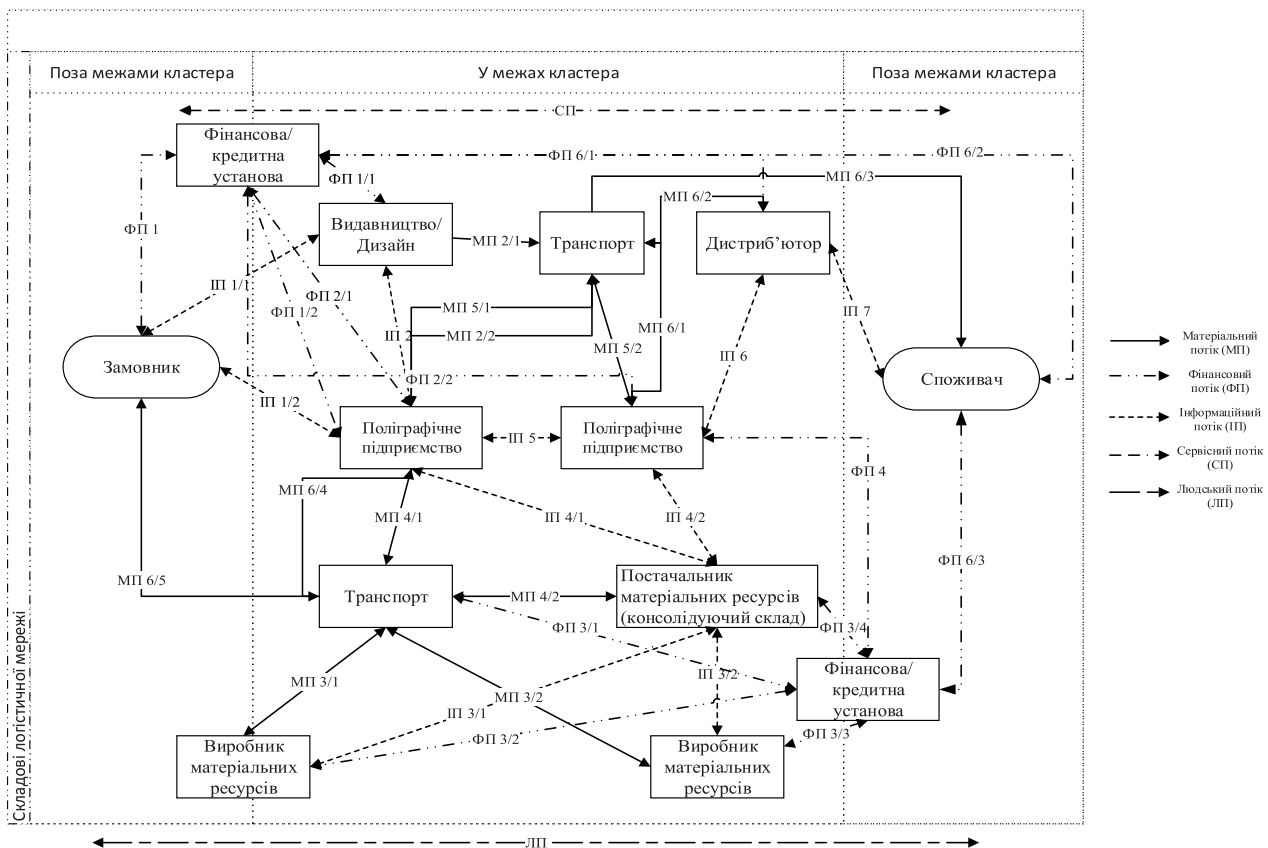 Поза межами кластера
У межах кластера
Поза межами кластера
СП
Фінансова/
кредитна
установа
ФП 6/1
ФП 6/2
ФП 1/1
МП 6/3
МП 6/2
ФП 1
Видавництво/
Дизайн
МП 2/1
Транспорт
Дистриб’ютор
ІП 1/1
ФП 2/1
ФП 1/2
МП 5/1
ІП 7
ІП 2
МП 2/2
МП 6/1
МП 5/2
ІП 6
Замовник
ФП 2/2
Споживач
ІП 1/2
Поліграфічне
підприємство
ІП 5
Поліграфічне
підприємство
ФП 4
МП 6/4
МП 4/1
ІП 4/1
ІП 4/2
ФП 6/3
МП 6/5
Транспорт
МП 4/2
Постачальник
матеріальних ресурсів
(консолідуючий склад)
ФП 3/1
ФП 3/4
МП 3/1
МП 3/2
ІП 3/2
ІП 3/1
Фінансова/
кредитна
установа
ФП 3/2
ФП 3/3
Виробник
матеріальних
ресурсів
Виробник
матеріальних
ресурсів
Складові логістичної мережі
ЛП
Матеріальний
потік (МП)
Фінансовий
потік (ФП)
Інформаційний
потік (ІП)
Сервісний потік
(СП)
Людський потік
(ЛП)